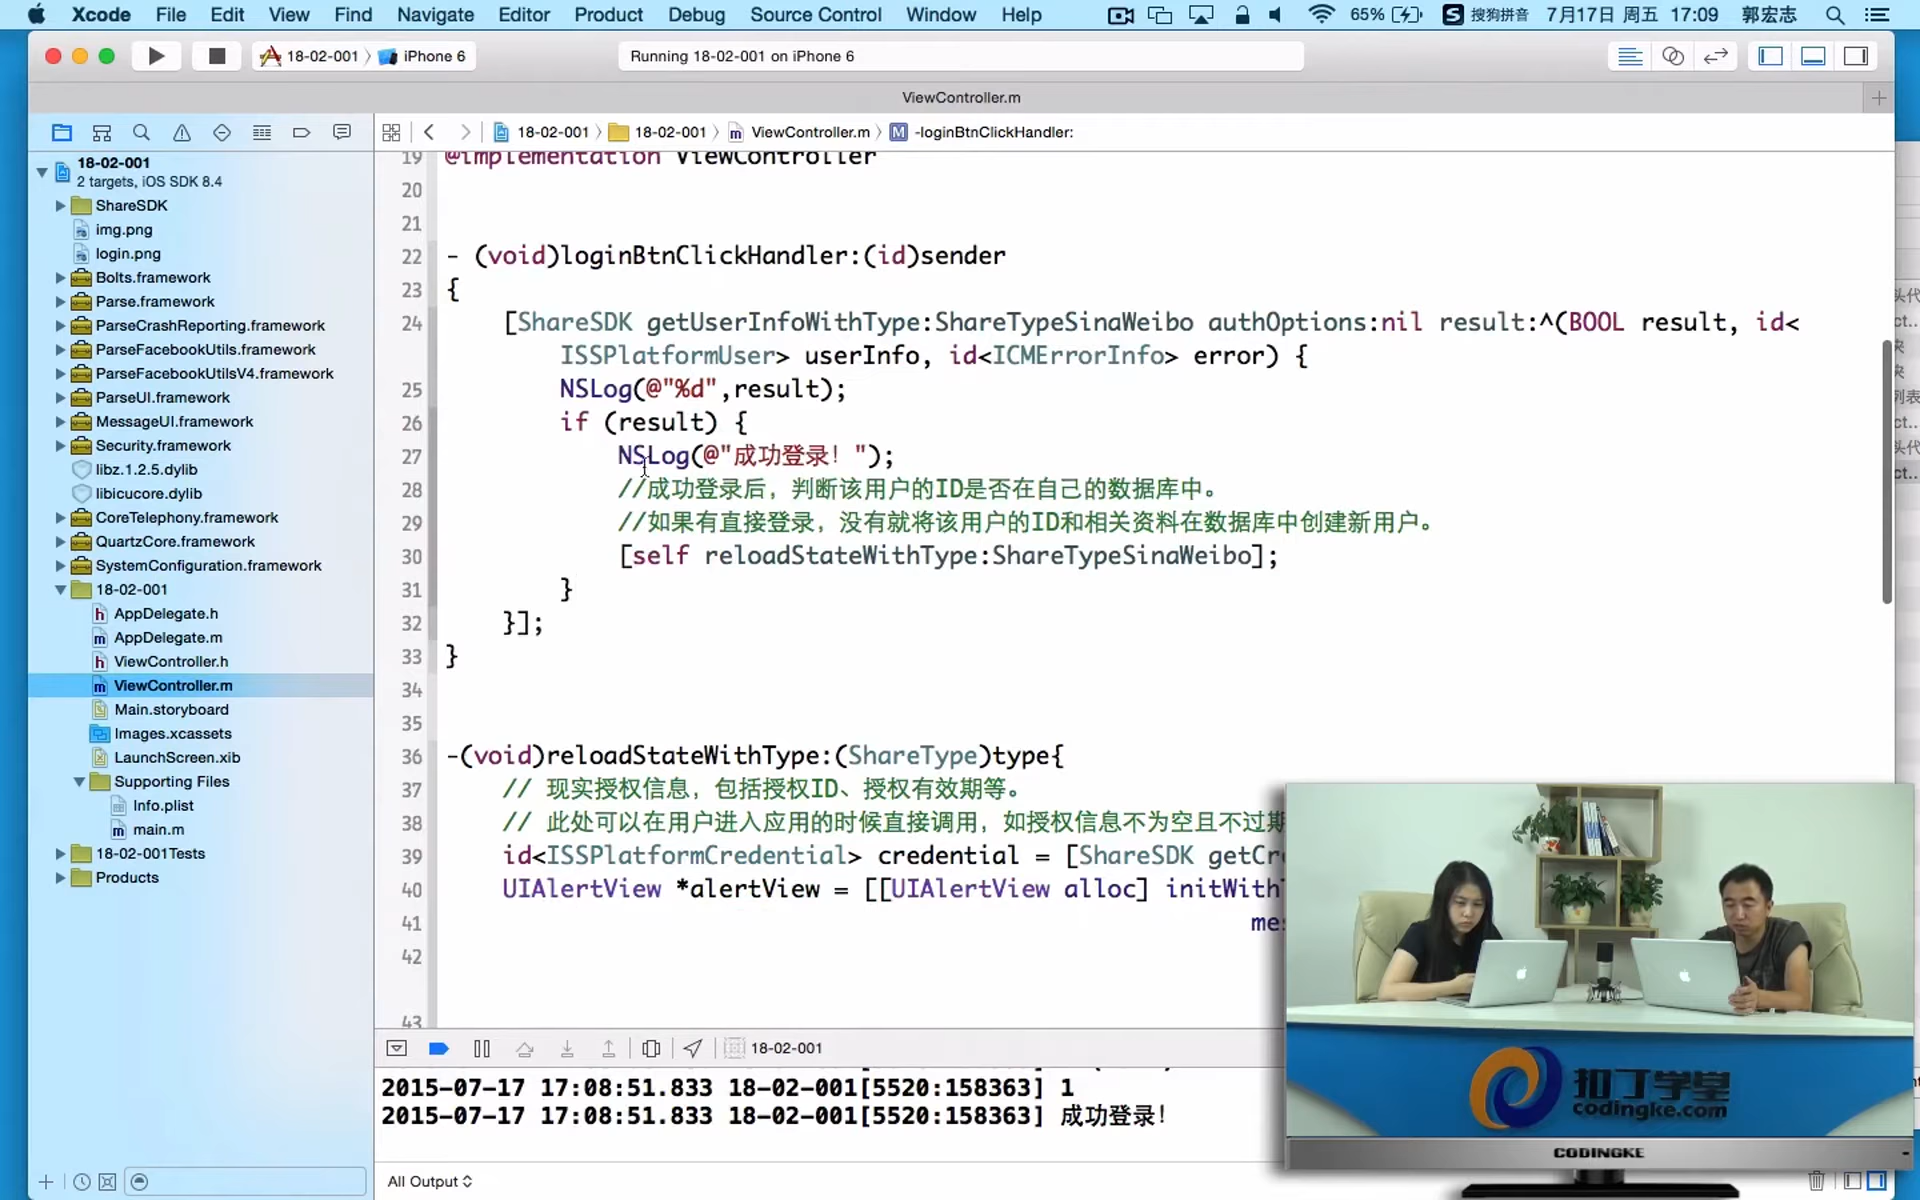 Xcode File Edit View Find Navigate Editor Product Debug Source Control Window Help 65% S 搜狗拼音 7月17日 周五 17:09 郭宏志
18-02-001 iPhone 6 Running 18-02-001 on iPhone 6
ViewController.m
18-02-001 18-02-001 ViewController.m M -loginBtnClickHandler:
18-02-001
2 targets, iOS SDK 8.4
ShareSDK
img.png
login.png
Bolts.framework
Parse.framework
ParseCrashReporting.framework
ParseFacebookUtils.framework
ParseFacebookUtilsV4.framework
ParseUI.framework
MessageUI.framework
Security.framework
libz.1.2.5.dylib
libicucore.dylib
CoreTelephony.framework
QuartzCore.framework
SystemConfiguration.framework
18-02-001
h AppDelegate.h
m AppDelegate.m
h ViewController.h
m ViewController.m
Main.storyboard
Images.xcassets
LaunchScreen.xib
Supporting Files
Info.plist
m main.m
18-02-001Tests
Products
19 @implementation ViewController
20
21
22 - (void)loginBtnClickHandler:(id)sender
23 {
24 [ShareSDK getUserInfoWithType:ShareTypeSinaWeibo authOptions:nil result:^(BOOL result, id<
ISSPlatformUser> userInfo, id<ICMErrorInfo> error) {
25 NSLog(@"%d",result);
26 if (result) {
27 NSLog(@"成功登录！");
28 //成功登录后，判断该用户的ID是否在自己的数据库中。
29 //如果有直接登录，没有就将该用户的ID和相关资料在数据库中创建新用户。
30 [self reloadStateWithType:ShareTypeSinaWeibo];
31 }
32 }];
33 }
34
35
36 -(void)reloadStateWithType:(ShareType)type{
37 // 现实授权信息，包括授权ID、授权有效期等。
38 // 此处可以在用户进入应用的时候直接调用，如授权信息不为空且不过期
39 id<ISSPlatformCredential> credential = [ShareSDK getCr
40 UIAlertView *alertView = [[UIAlertView alloc] initWith
41 mes
42
43
18-02-001
2015-07-17 17:08:51.833 18-02-001[5520:158363] 1
2015-07-17 17:08:51.833 18-02-001[5520:158363] 成功登录！
All Output
扣丁学堂
codingke.com
CODINGKE